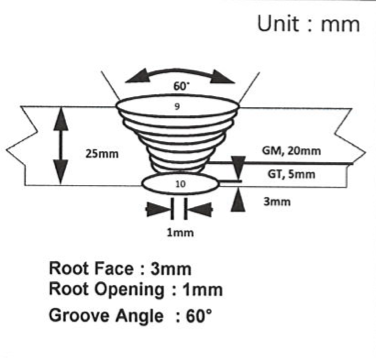 Unit : mm
60°
9
25mm
GM, 20mm
GT, 5mm
10
3mm
1mm
Root Face : 3mm
Root Opening : 1mm
Groove Angle : 60°